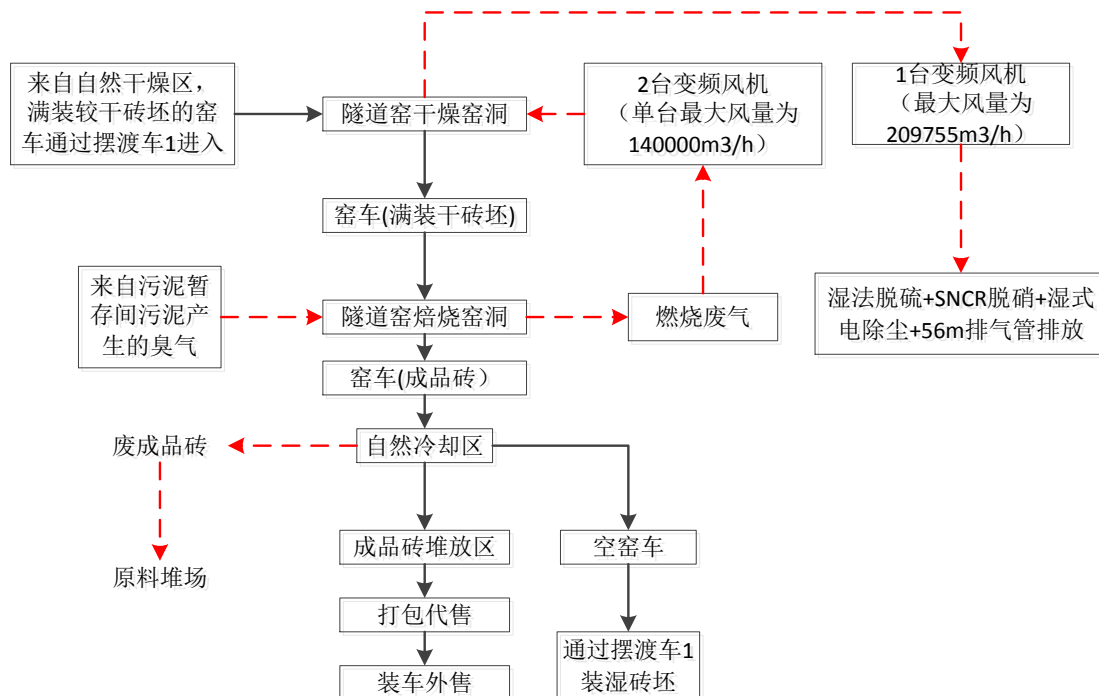 来自自然干燥区，
满装较干砖坯的窑
车通过摆渡车1进入
隧道窑干燥窑洞
2台变频风机
（单台最大风量为
140000m3/h）
1台变频风机
（最大风量为
209755m3/h）
窑车(满装干砖坯)
来自污泥暂
存间污泥产
生的臭气
隧道窑焙烧窑洞
燃烧废气
湿法脱硫+SNCR脱硝+湿式
电除尘+56m排气管排放
窑车(成品砖）
废成品砖
自然冷却区
原料堆场
成品砖堆放区
空窑车
打包代售
通过摆渡车1
装湿砖坯
装车外售